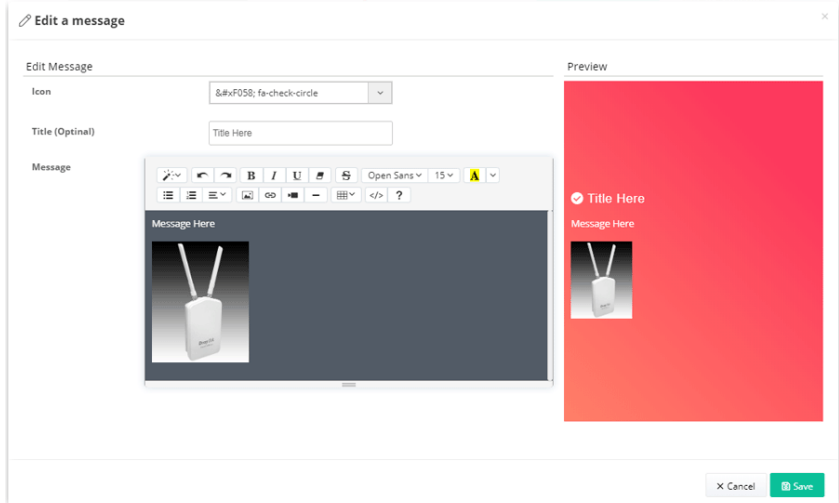 Edit a message
×
Edit Message
Preview
Icon
&#xF058; fa-check-circle
Title (Optinal)
Title Here
Message
B I U S Open Sans 15 A
</> ?
Message Here
Title Here
Message Here
× Cancel
Save